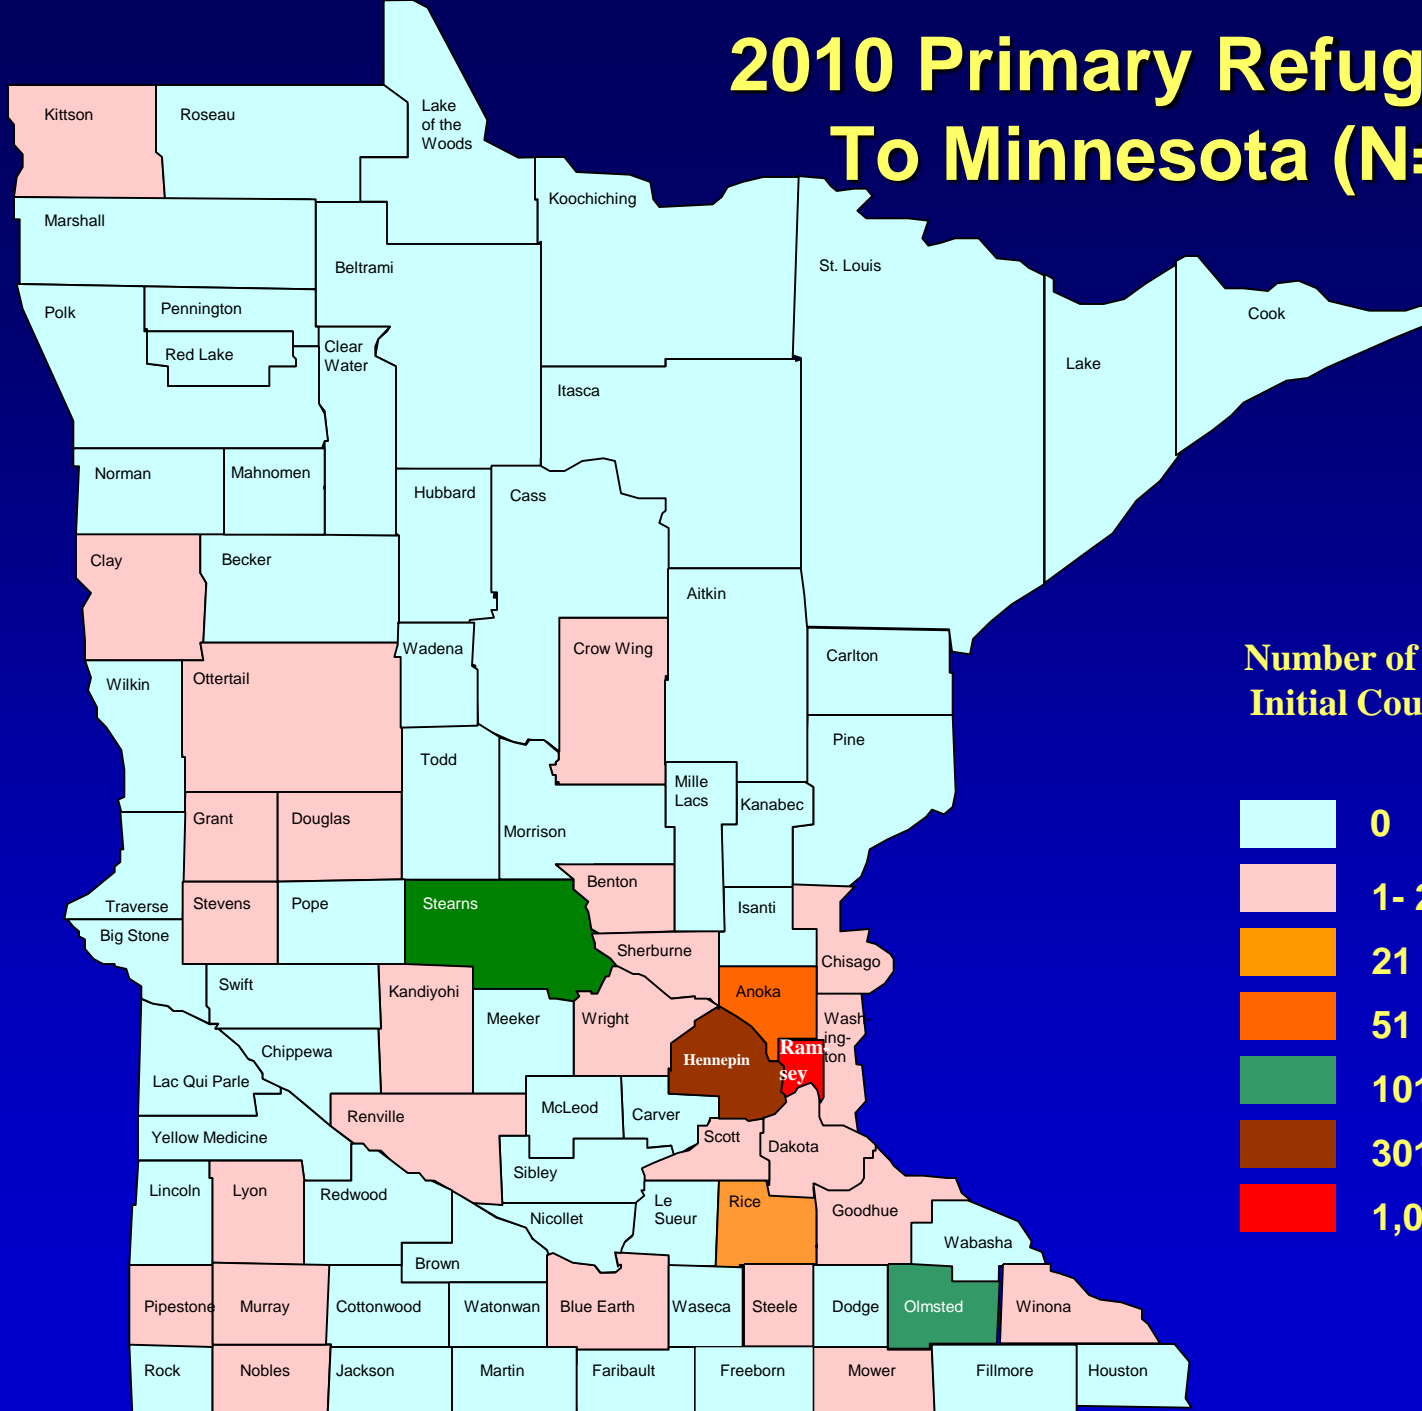 2010 Primary Refug
To Minnesota (N=
Kittson
Roseau
Lake
of the
Woods
Koochiching
Marshall
Beltrami
St. Louis
Polk
Pennington
Cook
Clear
Water
Red Lake
Lake
Itasca
Norman
Mahnomen
Hubbard
Cass
Clay
Becker
Aitkin
Wadena
Crow Wing
Carlton
Number of
Initial Cou
Wilkin
Ottertail
Todd
Pine
Mille
Lacs
Kanabec
Grant
Douglas
Morrison
0
Benton
1- 2
Traverse
Stevens
Pope
Stearns
Isanti
Big Stone
Sherburne
Chisago
21
Swift
Kandiyohi
Anoka
Meeker
Wright
Wash
ing-
ton
51
Chippewa
Hennepin
Ram-
sey
Lac Qui Parle
101
Renville
McLeod
Carver
Yellow Medicine
Scott
Dakota
301
Sibley
Lincoln
Lyon
Redwood
Le
Sueur
Rice
Goodhue
1,0
Nicollet
Wabasha
Brown
Pipestone
Murray
Cottonwood
Watonwan
Blue Earth
Waseca
Steele
Dodge
Olmsted
Winona
Rock
Nobles
Jackson
Martin
Faribault
Freeborn
Mower
Fillmore
Houston